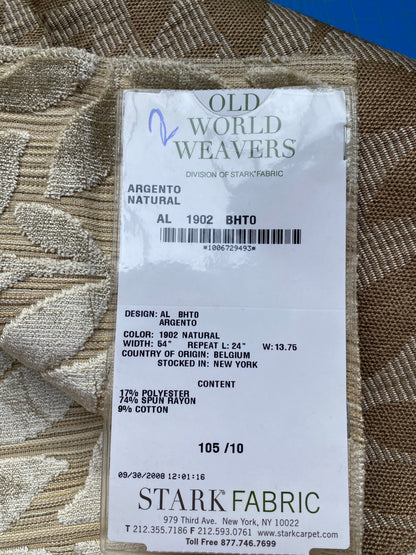 2
OLD
WORLD
WEAVERS
DIVISION OF STARK® FABRIC
ARGENTO
NATURAL
AL 1902 BHTO
*1006729493*
DESIGN: AL BHTO
ARGENTO
COLOR: 1902 NATURAL
WIDTH: 54" REPEAT L: 24" W: 13.75
COUNTRY OF ORIGIN: BELGIUM
STOCKED IN: NEW YORK
CONTENT
17% POLYESTER
74% SPUN RAYON
9% COTTON
105 /10
09/30/2008 12:01:16
STARK® FABRIC
979 Third Ave. New York, NY 10022
T 212.355.7186 F 212.593.0761 www.starkcarpet.com
Toll Free 877.746.7699